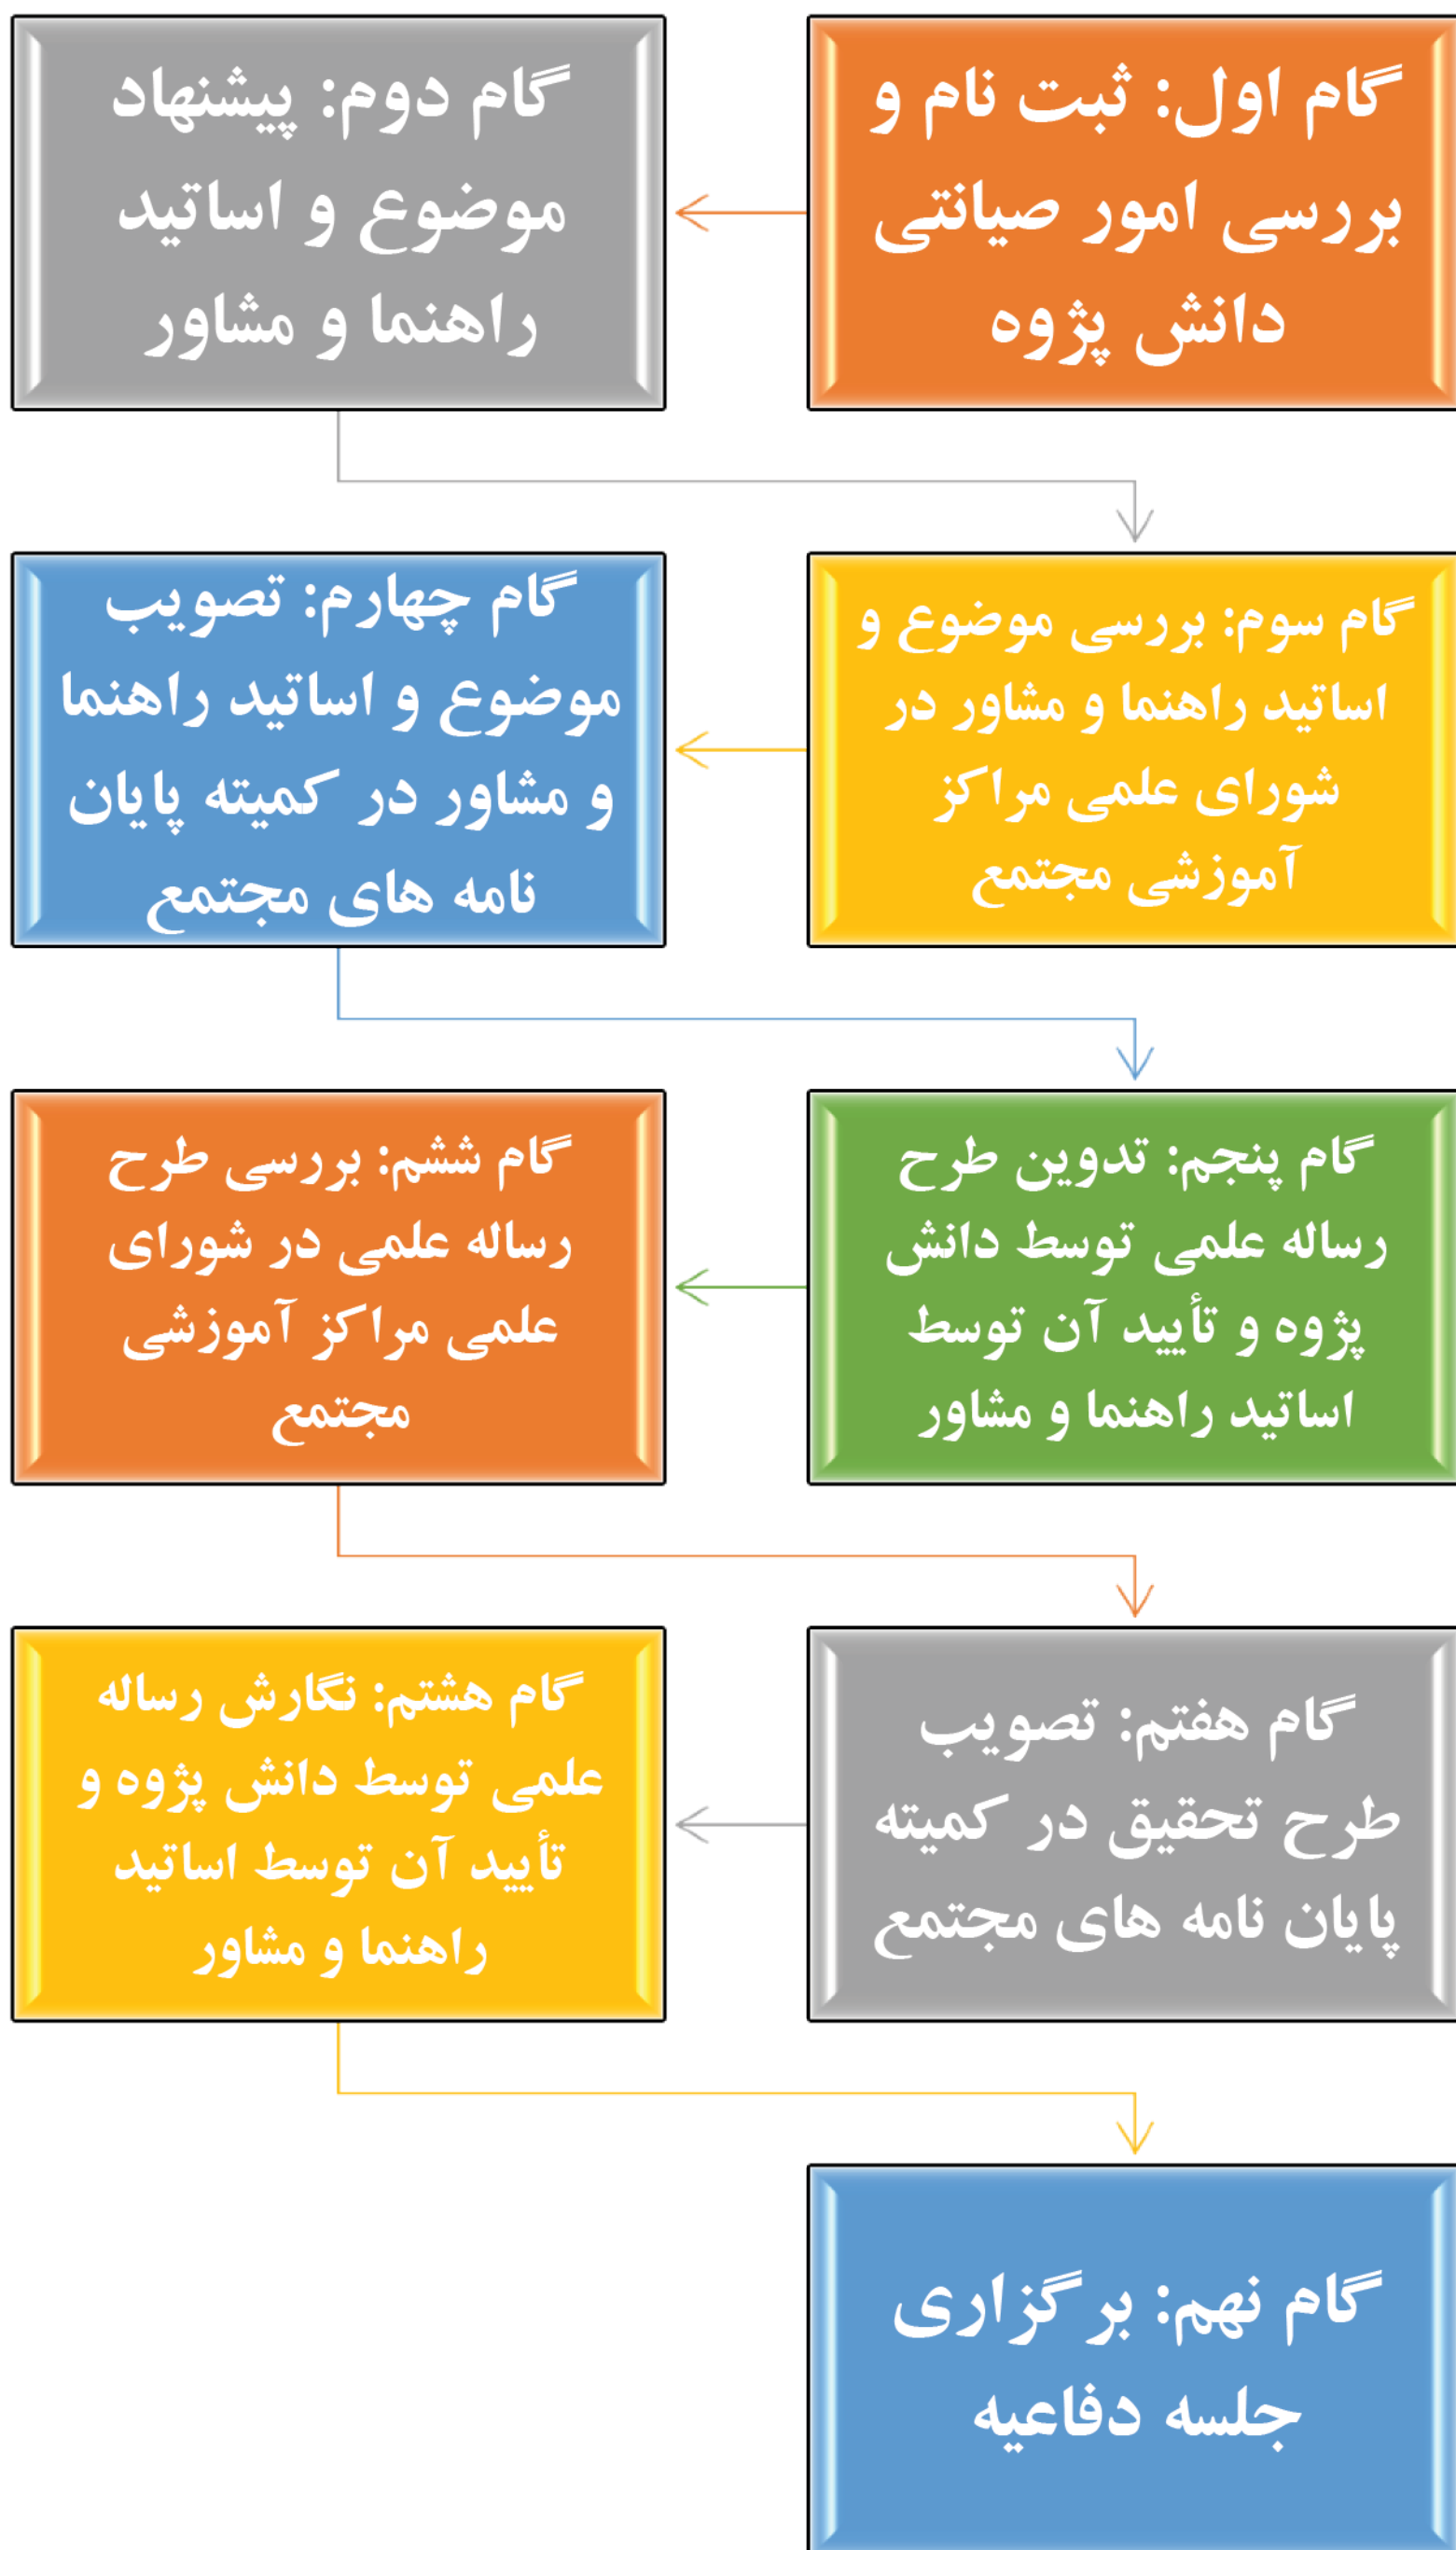 گام اول: ثبت نام و
بررسی امور صیانتی
دانش پژوه
گام دوم: پیشنهاد
موضوع و اساتید
راهنما و مشاور
گام سوم: بررسی موضوع و
اساتید راهنما و مشاور در
شورای علمی مراکز
آموزشی مجتمع
گام چهارم: تصویب
موضوع و اساتید راهنما
و مشاور در کمیته پایان
نامه های مجتمع
گام پنجم: تدوین طرح
رساله علمی توسط دانش
پژوه و تأیید آن توسط
اساتید راهنما و مشاور
گام ششم: بررسی طرح
رساله علمی در شورای
علمی مراکز آموزشی
مجتمع
گام هفتم: تصویب
طرح تحقیق در کمیته
پایان نامه های مجتمع
گام هشتم: نگارش رساله
علمی توسط دانش پژوه و
تأیید آن توسط اساتید
راهنما و مشاور
گام نهم: برگزاری
جلسه دفاعیه